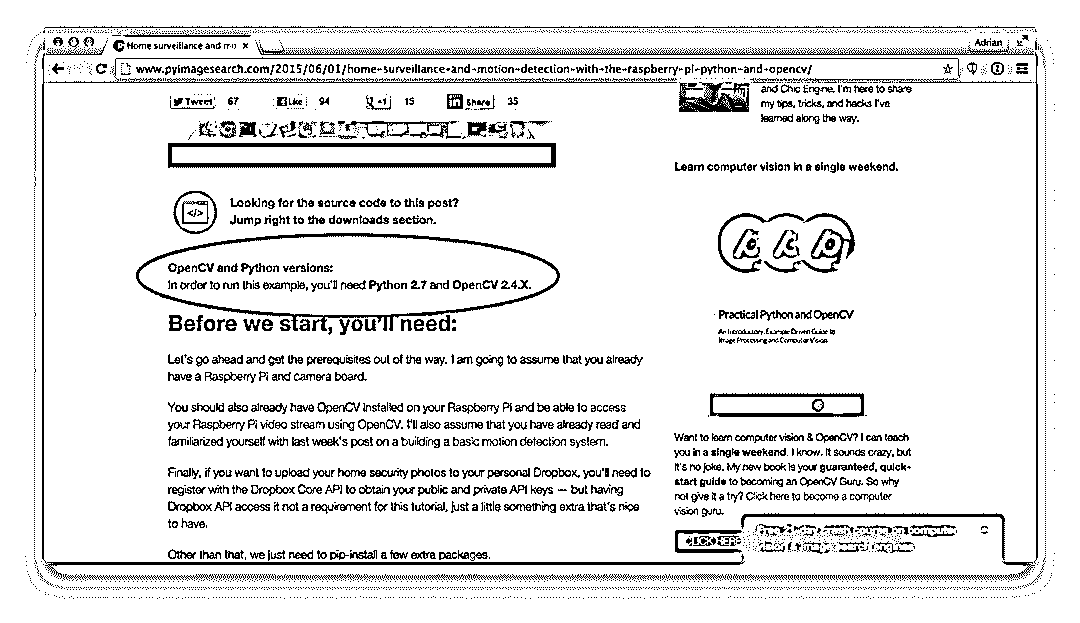 Home surveillance and mo
Adrian
www.pyimagesearch.com/2015/06/01/home-surveillance-and-motion-detection-with-the-raspberry-pi-python-and-opencv/
Tweet 67 Like 94 +1 15 in Share 35
Looking for the source code to this post?
Jump right to the downloads section.
OpenCV and Python versions:
In order to run this example, you'll need Python 2.7 and OpenCV 2.4.X.
Before we start, you'll need:
Let's go ahead and get the prerequisites out of the way. I am going to assume that you already
have a Raspberry Pi and camera board.
You should also already have OpenCV installed on your Raspberry Pi and be able to access
your Raspberry Pi video stream using OpenCV. I'll also assume that you have already read and
familiarized yourself with last week's post on a building a basic motion detection system.
Finally, if you want to upload your home security photos to your personal Dropbox, you'll need to
register with the Dropbox Core API to obtain your public and private API keys — but having
Dropbox API access it not a requirement for this tutorial, just a little something extra that's nice
to have.
Other than that, we just need to pip-install a few extra packages.
and Chic Engine. I'm here to share
my tips, tricks, and hacks I've
learned along the way.
Learn computer vision in a single weekend.
Practical Python and OpenCV
An Introductory, Example Driven Guide to
Image Processing and Computer Vision
Want to learn computer vision & OpenCV? I can teach
you in a single weekend. I know. It sounds crazy, but
it's no joke. My new book is your guaranteed, quick-
start guide to becoming an OpenCV Guru. So why
not give it a try? Click here to become a computer
vision guru.
CLICK HERE
Free 21-day crash course on computer
vision & image search engines